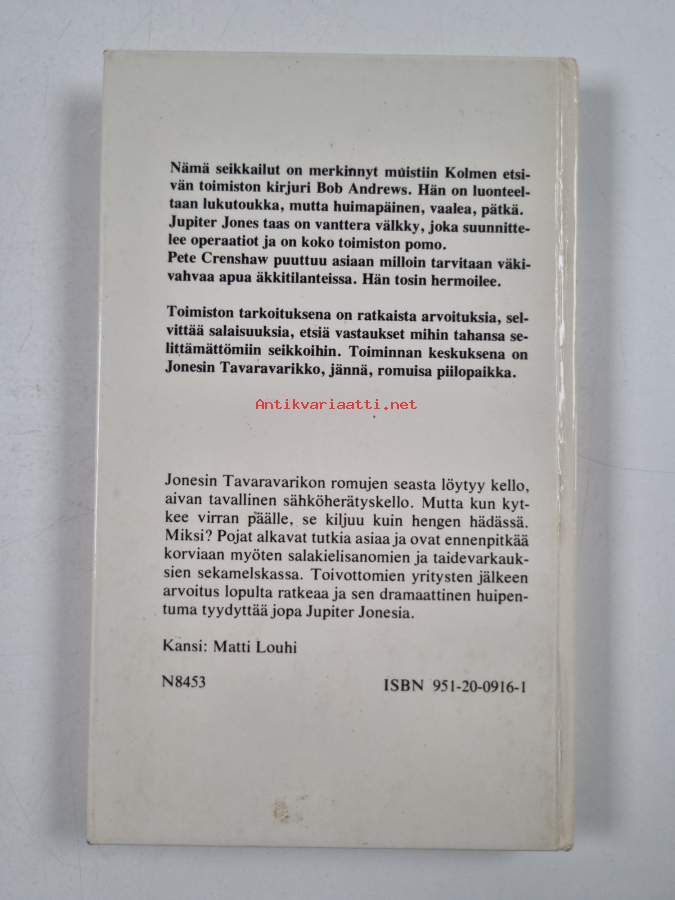 Nämä seikkailut on merkinnyt muistiin Kolmen etsi-
vän toimiston kirjuri Bob Andrews. Hän on luonteel-
taan lukutoukka, mutta huimapäinen, vaalea, pätkä.
Jupiter Jones taas on vanttera välkky, joka suunnitte-
lee operaatiot ja on koko toimiston pomo.
Pete Crenshaw puuttuu asiaan milloin tarvitaan väki-
vahvaa apua äkkitilanteissa. Hän tosin hermoilee.
Toimiston tarkoituksena on ratkaista arvoituksia, sel-
vittää salaisuuksia, etsiä vastaukset mihin tahansa se-
littämättömiin seikkoihin. Toiminnan keskuksena on
Jonesin Tavaravarikko, jännä, romuisa piilopaikka.
Antikvariaatti.net
Jonesin Tavaravarikon romujen seasta löytyy kello,
aivan tavallinen sähköherätyskello. Mutta kun kyt-
kee virran päälle, se kiljuu kuin hengen hädässä.
Miksi? Pojat alkavat tutkia asiaa ja ovat ennenpitkää
korviaan myöten salakielisanomien ja taidevarkauk-
sien sekamelskassa. Toivottomien yritysten jälkeen
arvoitus lopulta ratkeaa ja sen dramaattinen huipen-
tuma tyydyttää jopa Jupiter Jonesia.
Kansi: Matti Louhi
N8453 ISBN 951-20-0916-1